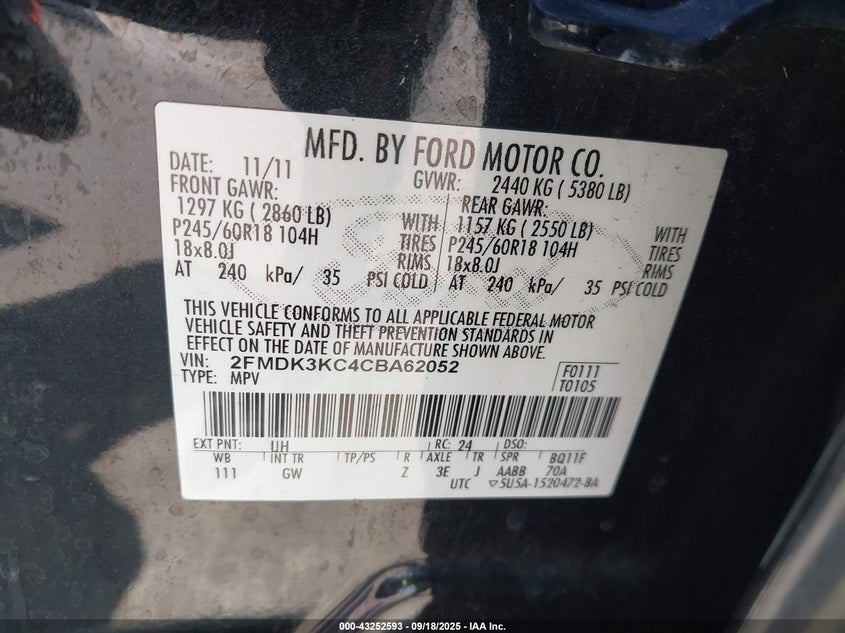 MFD. BY FORD MOTOR CO.
DATE: 11/11 GVWR: 2440 KG ( 5380 LB)
FRONT GAWR: REAR GAWR:
1297 KG ( 2860 LB) WITH 1157 KG ( 2550 LB) WITH
P245/60R18 104H TIRES P245/60R18 104H TIRES
18x8.0J RIMS 18x8.0J RIMS
AT 240 kPa/ 35 PSI COLD AT 240 kPa/ 35 PSI COLD
THIS VEHICLE CONFORMS TO ALL APPLICABLE FEDERAL MOTOR
VEHICLE SAFETY AND THEFT PREVENTION STANDARDS IN
EFFECT ON THE DATE OF MANUFACTURE SHOWN ABOVE.
VIN: 2FMDK3KC4CBA62052 F0111
TYPE: MPV T0105
EXT PNT: UH RC: 24 DSO:
WB INT TR TP/PS R AXLE TR SPR BQ11F
111 GW Z 3E J AABB 70A
UTC ▽5U5A-1520472-BA
000-43252593 - 09/18/2025 - IAA Inc.